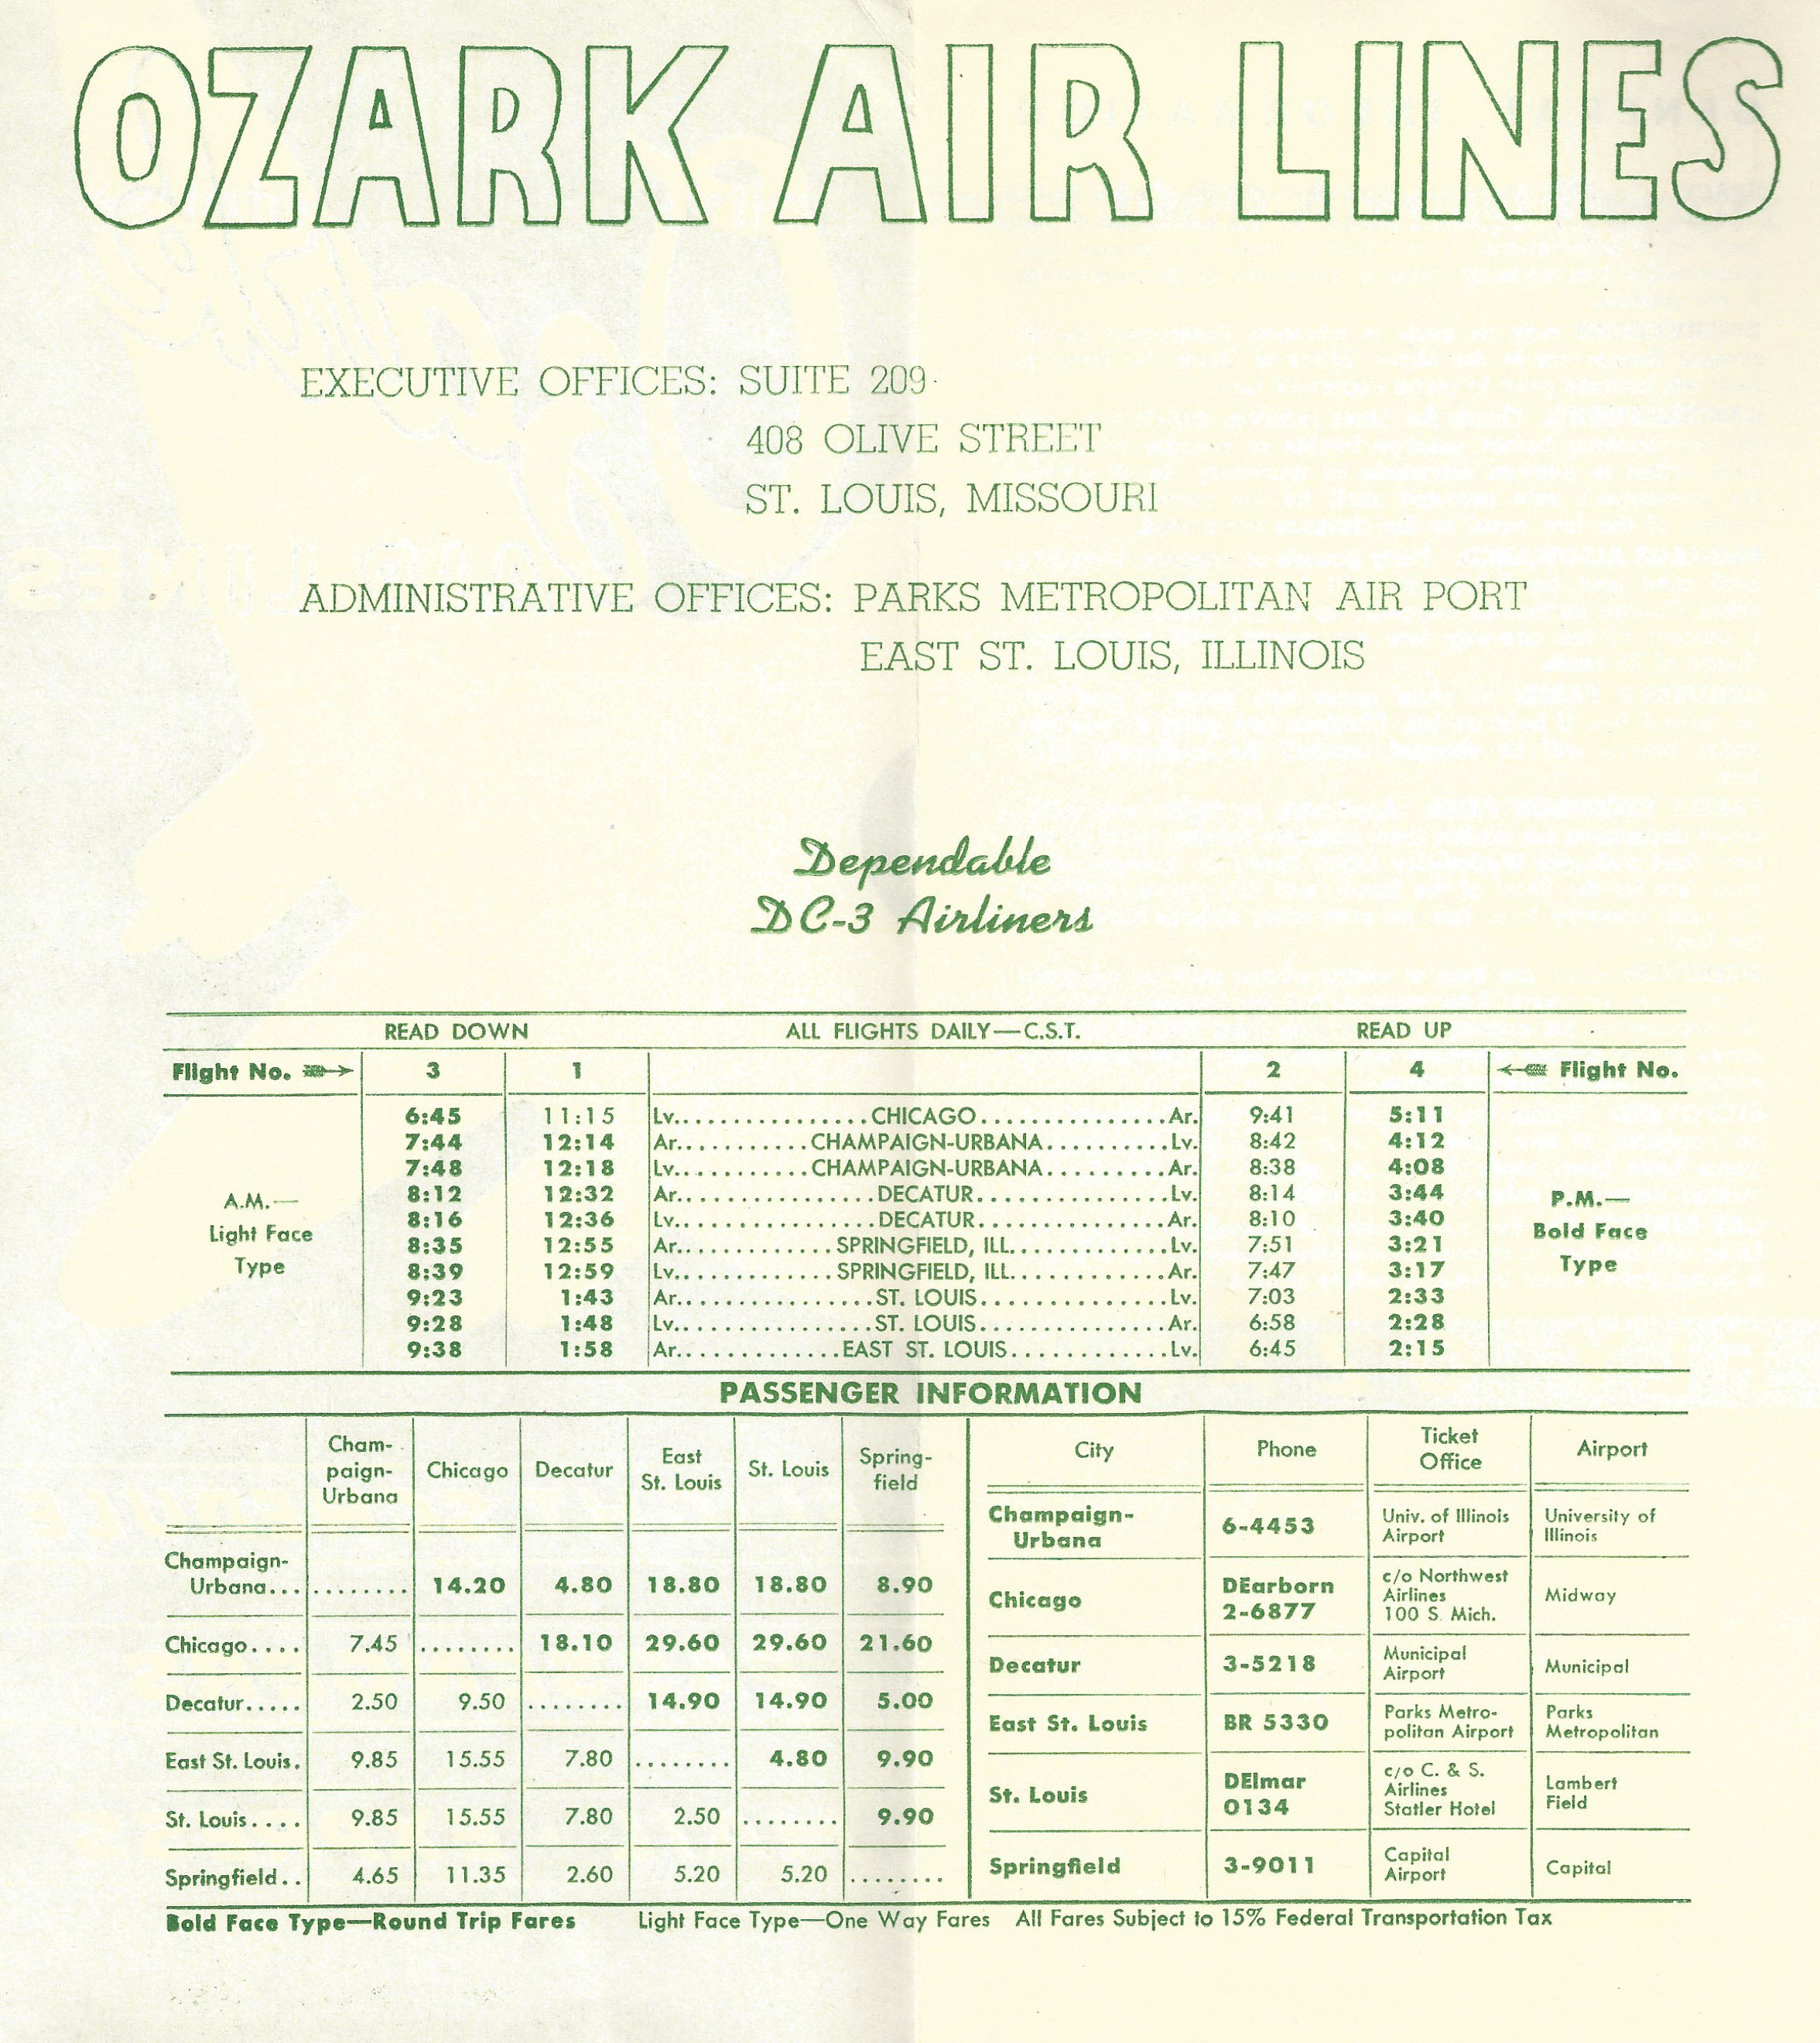 OZARK AIR LINES
EXECUTIVE OFFICES: SUITE 209
408 OLIVE STREET
ST. LOUIS, MISSOURI
ADMINISTRATIVE OFFICES: PARKS METROPOLITAN AIR PORT
EAST ST. LOUIS, ILLINOIS
Dependable
DC-3 Airliners
READ DOWN ALL FLIGHTS DAILY—C.S.T. READ UP
Flight No. 3 1 2 4 Flight No.
A.M.—
Light Face
Type
6:45 11:15 Lv. CHICAGO Ar. 9:41 5:11
7:44 12:14 Ar. CHAMPAIGN-URBANA Lv. 8:42 4:12
7:48 12:18 Lv. CHAMPAIGN-URBANA Ar. 8:38 4:08
8:12 12:32 Ar. DECATUR Lv. 8:14 3:44
8:16 12:36 Lv. DECATUR Ar. 8:10 3:40
8:35 12:55 Ar. SPRINGFIELD, ILL. Lv. 7:51 3:21
8:39 12:59 Lv. SPRINGFIELD, ILL. Ar. 7:47 3:17
9:23 1:43 Ar. ST. LOUIS Lv. 7:03 2:33
9:28 1:48 Lv. ST. LOUIS Ar. 6:58 2:28
9:38 1:58 Ar. EAST ST. LOUIS Lv. 6:45 2:15
P.M.—
Bold Face
Type
PASSENGER INFORMATION
Cham-
paign-
Urbana
Chicago
Decatur
East
St. Louis
St. Louis
Spring-
field
Champaign-
Urbana... ........ 14.20 4.80 18.80 18.80 8.90
Chicago.... 7.45 ........ 18.10 29.60 29.60 21.60
Decatur..... 2.50 9.50 ........ 14.90 14.90 5.00
East St. Louis. 9.85 15.55 7.80 ........ 4.80 9.90
St. Louis.... 9.85 15.55 7.80 2.50 ........ 9.90
Springfield.. 4.65 11.35 2.60 5.20 5.20 ........
City
Phone
Ticket
Office
Airport
Champaign-
Urbana
6-4453
Univ. of Illinois
Airport
University of
Illinois
Chicago
DEarborn
2-6877
c/o Northwest
Airlines
100 S. Mich.
Midway
Decatur
3-5218
Municipal
Airport
Municipal
East St. Louis
BR 5330
Parks Metro-
politan Airport
Parks
Metropolitan
St. Louis
DElmar
0134
c/o C. & S.
Airlines
Statler Hotel
Lambert
Field
Springfield
3-9011
Capital
Airport
Capital
Bold Face Type—Round Trip Fares Light Face Type—One Way Fares All Fares Subject to 15% Federal Transportation Tax